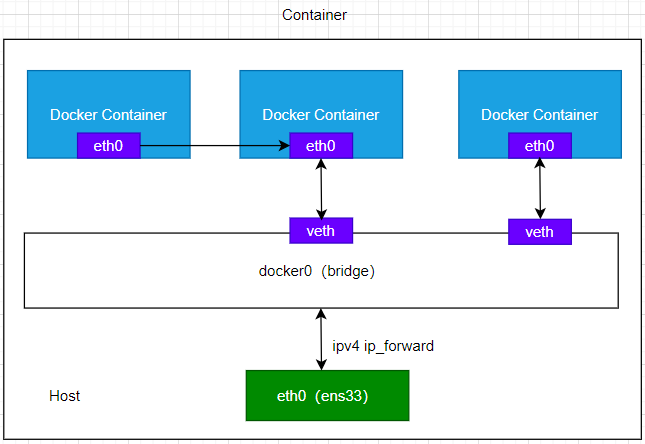 Container
Docker Container
Docker Container
Docker Container
eth0
eth0
eth0
veth
veth
docker0（bridge）
ipv4 ip_forward
Host
eth0（ens33）